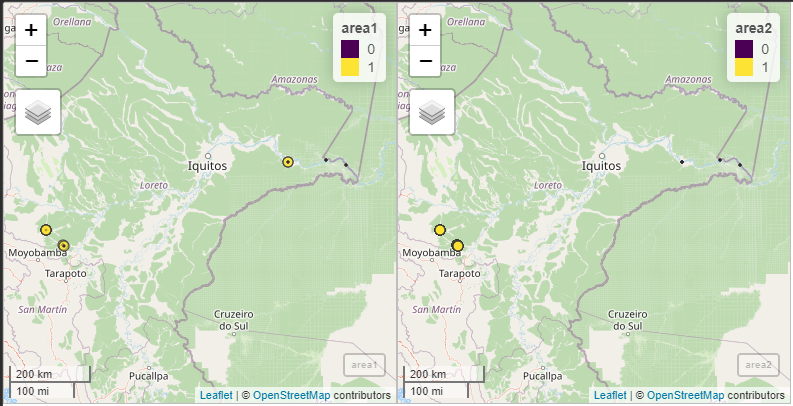 Orellana
+
−
area1
0
1
Amazonas
Iquitos
Loreto
Moyobamba
Tarapoto
San Martín
Cruzeiro
do Sul
Pucallpa
area1
200 km
100 mi
Leaflet | © OpenStreetMap contributors
Orellana
+
−
area2
0
1
Amazonas
Iquitos
Loreto
Moyobamba
Tarapoto
San Martín
Cruzeiro
do Sul
Pucallpa
area2
200 km
100 mi
Leaflet | © OpenStreetMap contributors